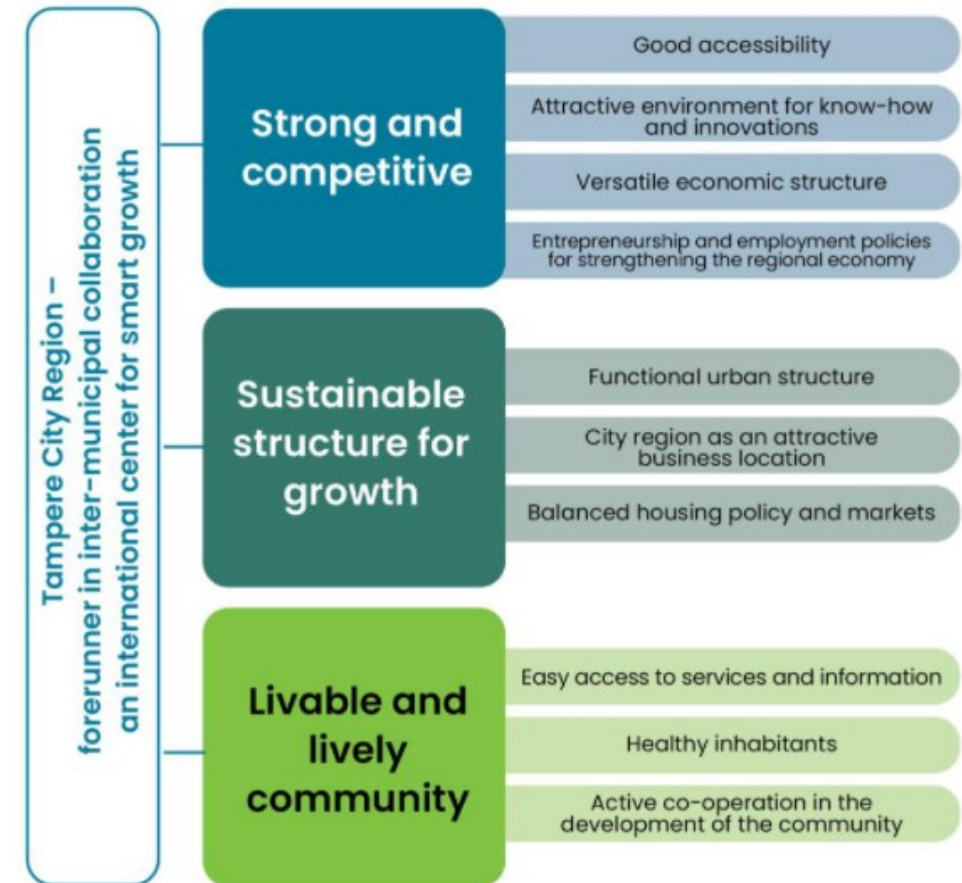 Tampere City Region –
forerunner in inter-municipal collaboration
an international center for smart growth
Strong and
competitive
Good accessibility
Attractive environment for know-how
and innovations
Versatile economic structure
Entrepreneurship and employment policies
for strengthening the regional economy
Sustainable
structure for
growth
Functional urban structure
City region as an attractive
business location
Balanced housing policy and markets
Livable and
lively
community
Easy access to services and information
Healthy inhabitants
Active co-operation in the
development of the community